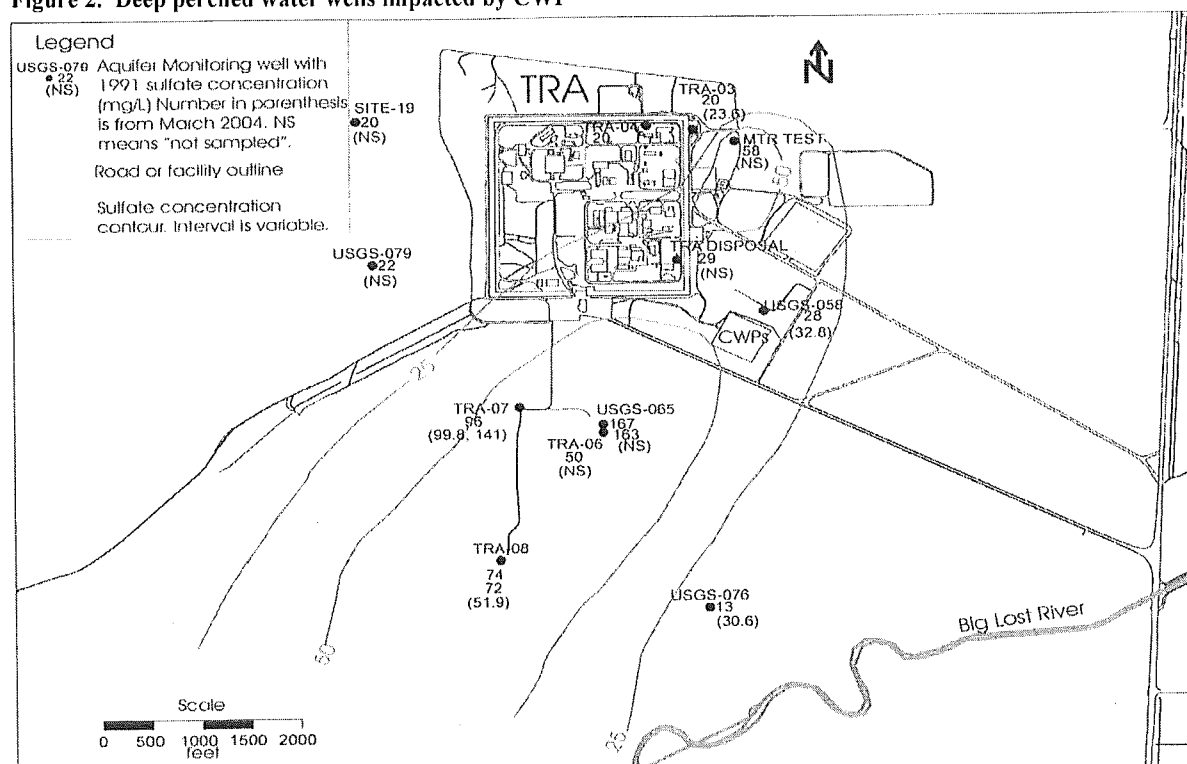 Figure 2. Deep perched water wells impacted by CWP
Legend
USGS-079
22
(NS)
Aquifer Monitoring well with
1991 sulfate concentration
(mg/L) Number in parenthesis
is from March 2004. NS
means "not sampled".
Road or facility outline
Sulfate concentration
contour. Interval is variable.
N
TRA
SITE-19
20
(NS)
TRA-03
20
(23.6)
TRA-04
20
MTR TEST
58
(NS)
50
USGS-079
22
(NS)
TRA DISPOSAL
29
(NS)
25
USGS-058
28
(32.8)
CWPs
25
TRA-07
96
(99.8, 141)
USGS-065
167
163
(NS)
TRA-06
50
(NS)
TRA-08
74
72
(51.9)
USGS-076
13
(30.6)
Big Lost River
50
25
Scale
0 500 1000 1500 2000
feet